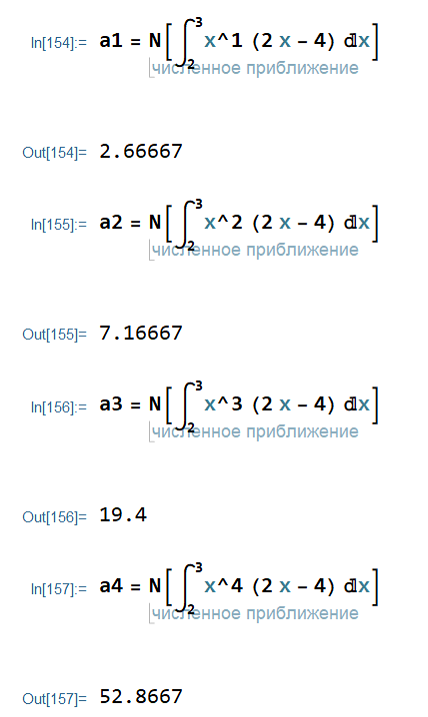 In[154]:= a1 = N[∫₂³ x^1 (2 x - 4) ⅆx]
численное приближение
Out[154]= 2.66667
In[155]:= a2 = N[∫₂³ x^2 (2 x - 4) ⅆx]
численное приближение
Out[155]= 7.16667
In[156]:= a3 = N[∫₂³ x^3 (2 x - 4) ⅆx]
численное приближение
Out[156]= 19.4
In[157]:= a4 = N[∫₂³ x^4 (2 x - 4) ⅆx]
численное приближение
Out[157]= 52.8667